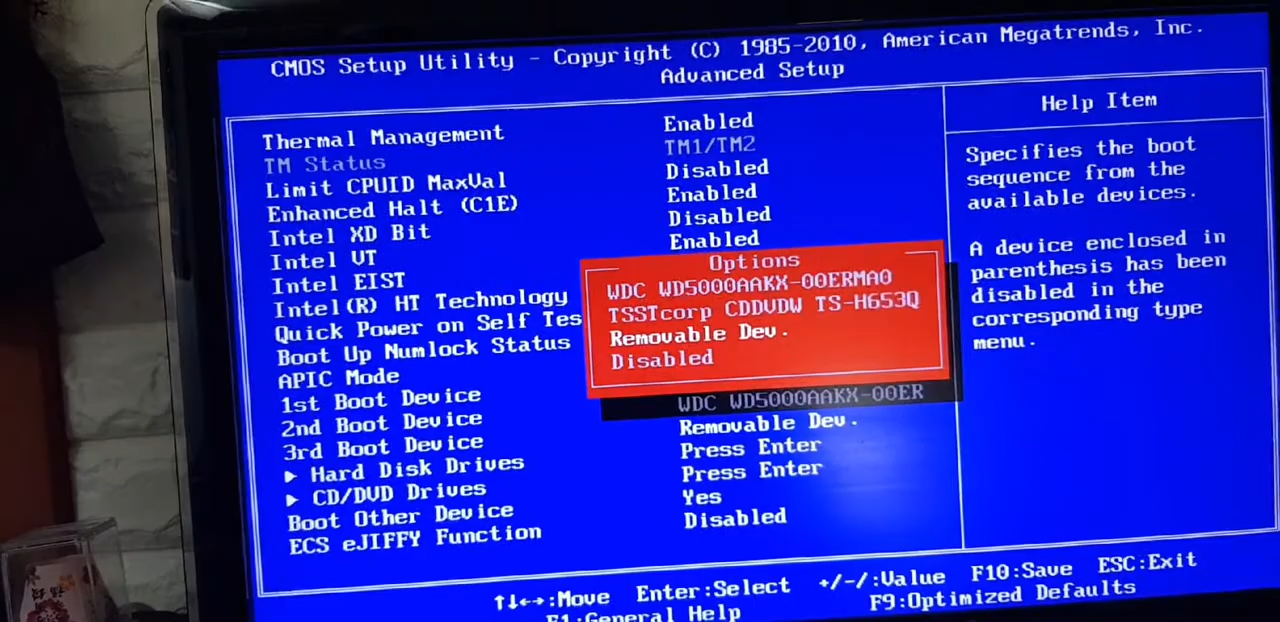 CMOS Setup Utility - Copyright (C) 1985-2010, American Megatrends, Inc.
Advanced Setup
Thermal Management Enabled
TM Status TM1/TM2
Limit CPUID MaxVal Disabled
Enhanced Halt (C1E) Enabled
Intel XD Bit Disabled
Intel VT Enabled
Intel EIST
Intel(R) HT Technology
Quick Power on Self Tes
Boot Up Numlock Status
APIC Mode
1st Boot Device
2nd Boot Device WDC WD5000AAKX-00ER
3rd Boot Device Removable Dev.
► Hard Disk Drives Press Enter
► CD/DVD Drives Press Enter
Boot Other Device Yes
ECS eJIFFY Function Disabled
Options
WDC WD5000AAKX-00ERMA0
TSSTcorp CDDVDW TS-H653Q
Removable Dev.
Disabled
Help Item
Specifies the boot
sequence from the
available devices.
A device enclosed in
parenthesis has been
disabled in the
corresponding type
menu.
↑↓←→:Move Enter:Select +/-/:Value F10:Save ESC:Exit
F1:General Help F9:Optimized Defaults